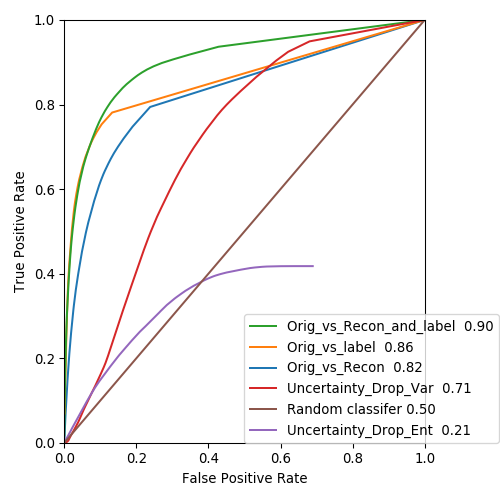 1.0
0.8
0.6
0.4
0.2
0.0
True Positive Rate
0.0 0.2 0.4 0.6 0.8 1.0
False Positive Rate
Orig_vs_Recon_and_label 0.90
Orig_vs_label 0.86
Orig_vs_Recon 0.82
Uncertainty_Drop_Var 0.71
Random classifer 0.50
Uncertainty_Drop_Ent 0.21